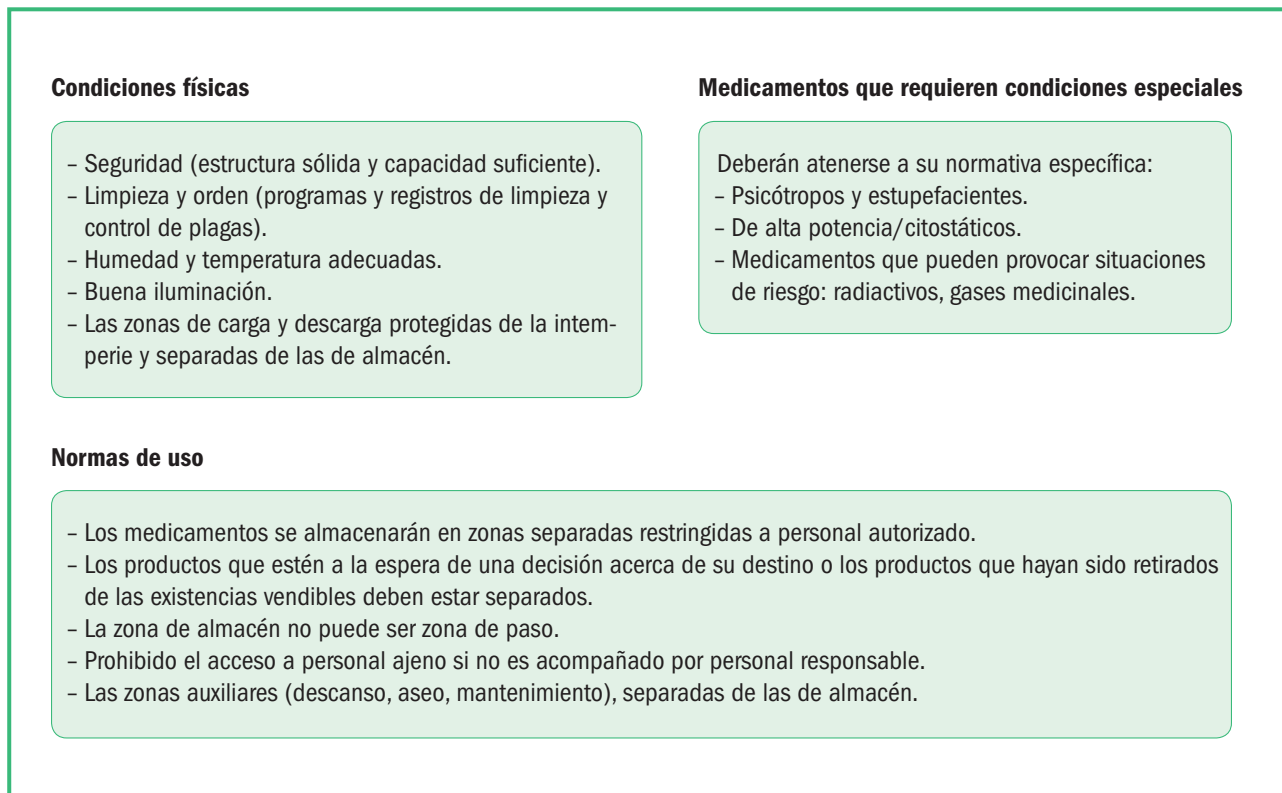 Condiciones físicas
– Seguridad (estructura sólida y capacidad suficiente).
– Limpieza y orden (programas y registros de limpieza y
control de plagas).
– Humedad y temperatura adecuadas.
– Buena iluminación.
– Las zonas de carga y descarga protegidas de la intem-
perie y separadas de las de almacén.
Medicamentos que requieren condiciones especiales
Deberán atenerse a su normativa específica:
– Psicótropos y estupefacientes.
– De alta potencia/citostáticos.
– Medicamentos que pueden provocar situaciones
de riesgo: radiactivos, gases medicinales.
Normas de uso
– Los medicamentos se almacenarán en zonas separadas restringidas a personal autorizado.
– Los productos que estén a la espera de una decisión acerca de su destino o los productos que hayan sido retirados
de las existencias vendibles deben estar separados.
– La zona de almacén no puede ser zona de paso.
– Prohibido el acceso a personal ajeno si no es acompañado por personal responsable.
– Las zonas auxiliares (descanso, aseo, mantenimiento), separadas de las de almacén.